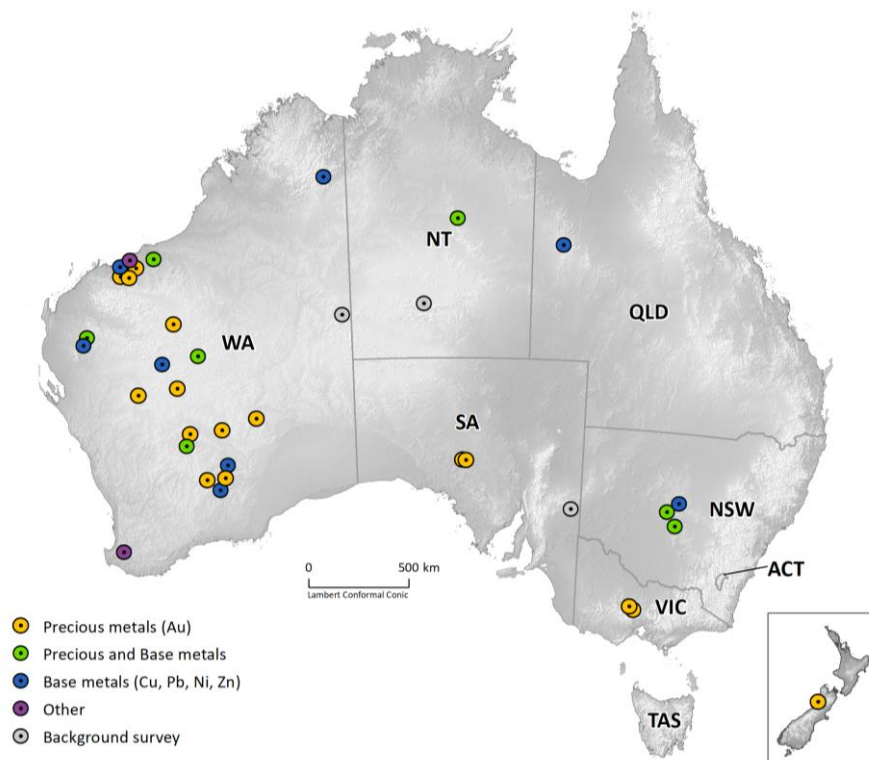 NT
QLD
WA
SA
NSW
ACT
VIC
TAS
0 500 km
Lambert Conformal Conic
Precious metals (Au)
Precious and Base metals
Base metals (Cu, Pb, Ni, Zn)
Other
Background survey